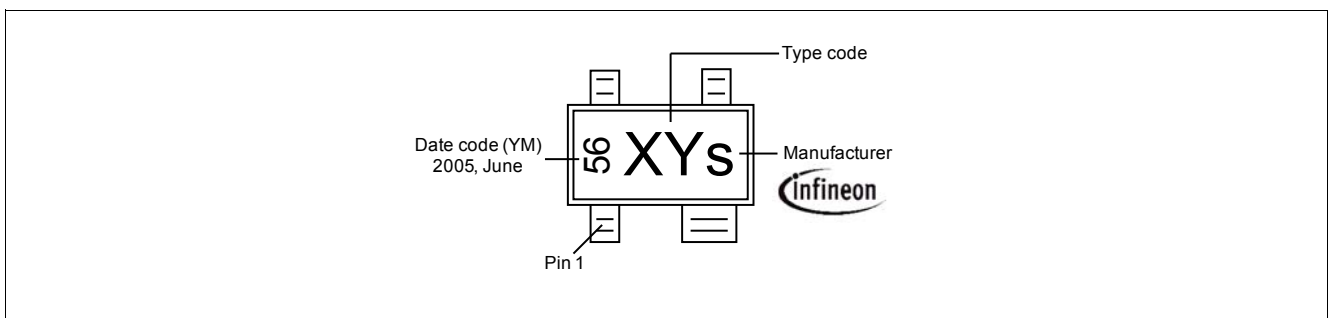 Type code
Date code (YM)
2005, June
56
XYs
Manufacturer
infineon
Pin 1